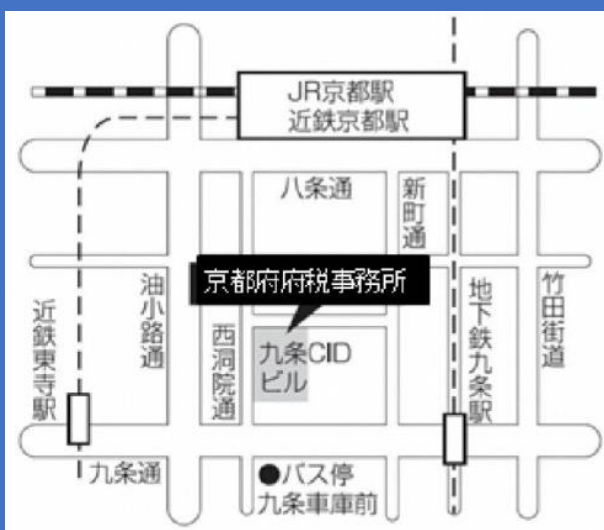 JR京都駅
近鉄京都駅
八条通
新町通
京都府府税事務所
油小路通
西洞院通
九条CID
ビル
近鉄東寺駅
地下鉄九条駅
竹田街道
九条通
●バス停
九条車庫前